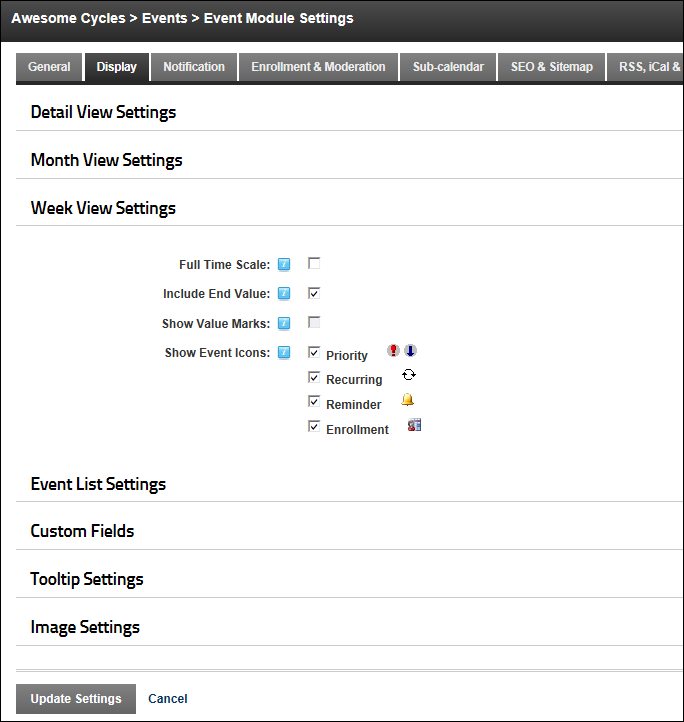 Awesome Cycles > Events > Event Module Settings
General Display Notification Enrollment & Moderation Sub-calendar SEO & Sitemap RSS, iCal &
Detail View Settings
Month View Settings
Week View Settings
Full Time Scale:
Include End Value:
Show Value Marks:
Show Event Icons: Priority
Recurring
Reminder
Enrollment
Event List Settings
Custom Fields
Tooltip Settings
Image Settings
Update Settings Cancel